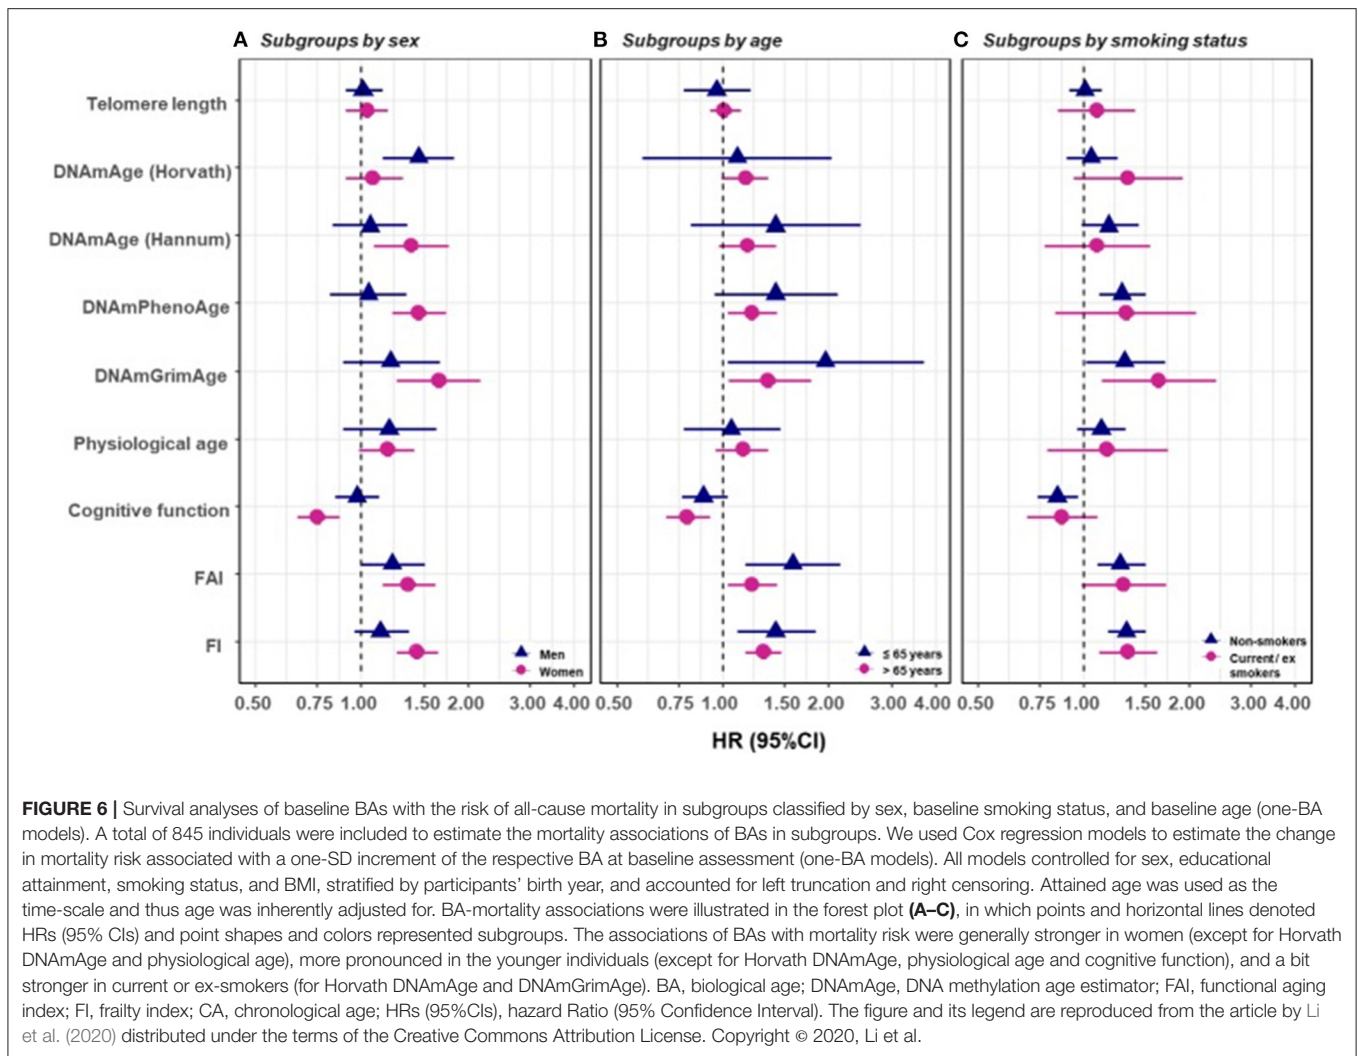 A Subgroups by sex
B Subgroups by age
C Subgroups by smoking status
Telomere length
DNAmAge (Horvath)
DNAmAge (Hannum)
DNAmPhenoAge
DNAmGrimAge
Physiological age
Cognitive function
FAI
FI
Men
Women
≤ 65 years
> 65 years
Non-smokers
Current/ ex
smokers
0.50 0.75 1.00 1.50 2.00 3.00 4.00
0.50 0.75 1.00 1.50 2.00 3.00 4.00
0.50 0.75 1.00 1.50 2.00 3.00 4.00
HR (95%CI)
FIGURE 6 | Survival analyses of baseline BAs with the risk of all-cause mortality in subgroups classified by sex, baseline smoking status, and baseline age (one-BA
models). A total of 845 individuals were included to estimate the mortality associations of BAs in subgroups. We used Cox regression models to estimate the change
in mortality risk associated with a one-SD increment of the respective BA at baseline assessment (one-BA models). All models controlled for sex, educational
attainment, smoking status, and BMI, stratified by participants' birth year, and accounted for left truncation and right censoring. Attained age was used as the
time-scale and thus age was inherently adjusted for. BA-mortality associations were illustrated in the forest plot (A–C), in which points and horizontal lines denoted
HRs (95% CIs) and point shapes and colors represented subgroups. The associations of BAs with mortality risk were generally stronger in women (except for Horvath
DNAmAge and physiological age), more pronounced in the younger individuals (except for Horvath DNAmAge, physiological age and cognitive function), and a bit
stronger in current or ex-smokers (for Horvath DNAmAge and DNAmGrimAge). BA, biological age; DNAmAge, DNA methylation age estimator; FAI, functional aging
index; FI, frailty index; CA, chronological age; HRs (95%CIs), hazard Ratio (95% Confidence Interval). The figure and its legend are reproduced from the article by Li
et al. (2020) distributed under the terms of the Creative Commons Attribution License. Copyright © 2020, Li et al.